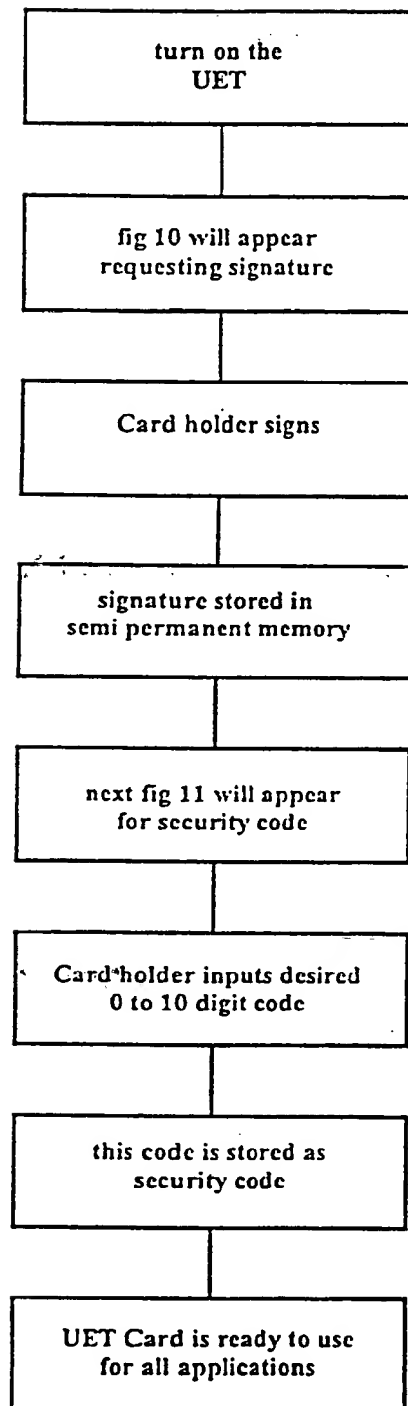 turn on the
UET
fig 10 will appear
requesting signature
Card holder signs
signature stored in
semi permanent memory
next fig 11 will appear
for security code
Card holder inputs desired
0 to 10 digit code
this code is stored as
security code
UET Card is ready to use
for all applications